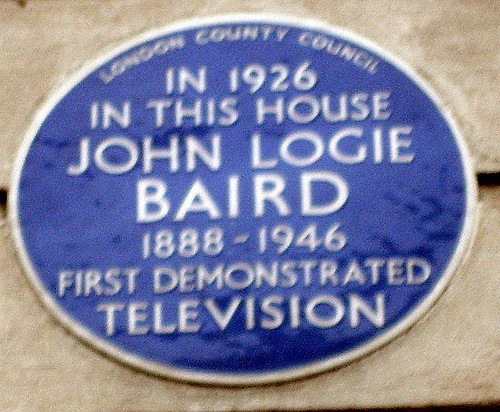 LONDON COUNTY COUNCIL
IN 1926
IN THIS HOUSE
JOHN LOGIE
BAIRD
1888-1946
FIRST DEMONSTRATED
TELEVISION